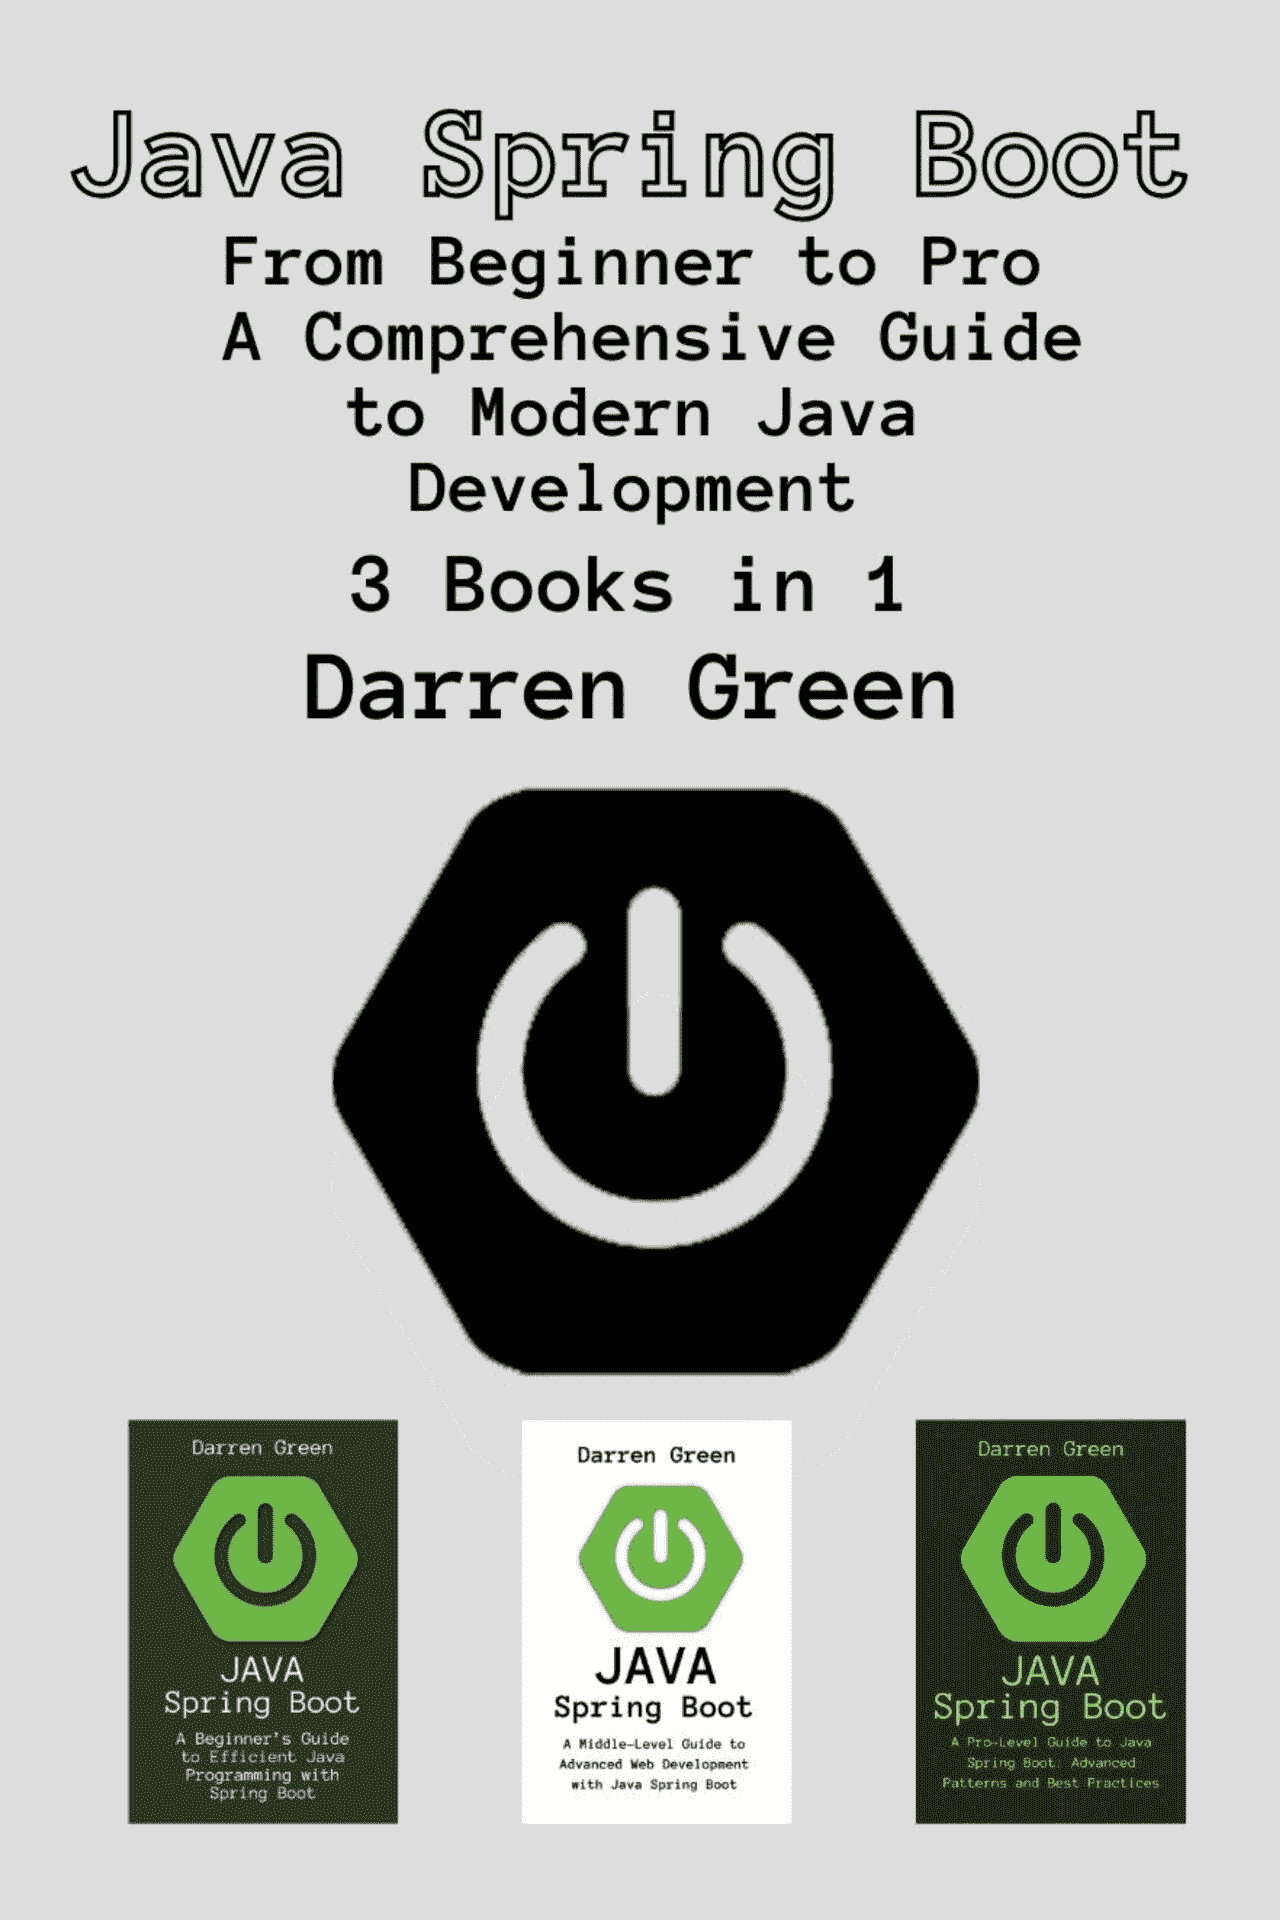 Java Spring Boot
From Beginner to Pro
A Comprehensive Guide
to Modern Java
Development
3 Books in 1
Darren Green
Darren Green
JAVA
Spring Boot
A Beginner's Guide
to Efficient Java
Programming with
Spring Boot
Darren Green
JAVA
Spring Boot
A Middle-Level Guide to
Advanced Web Development
with Java Spring Boot
Darren Green
JAVA
Spring Boot
A Pro-Level Guide to Java
Spring Boot: Advanced
Patterns and Best Practices